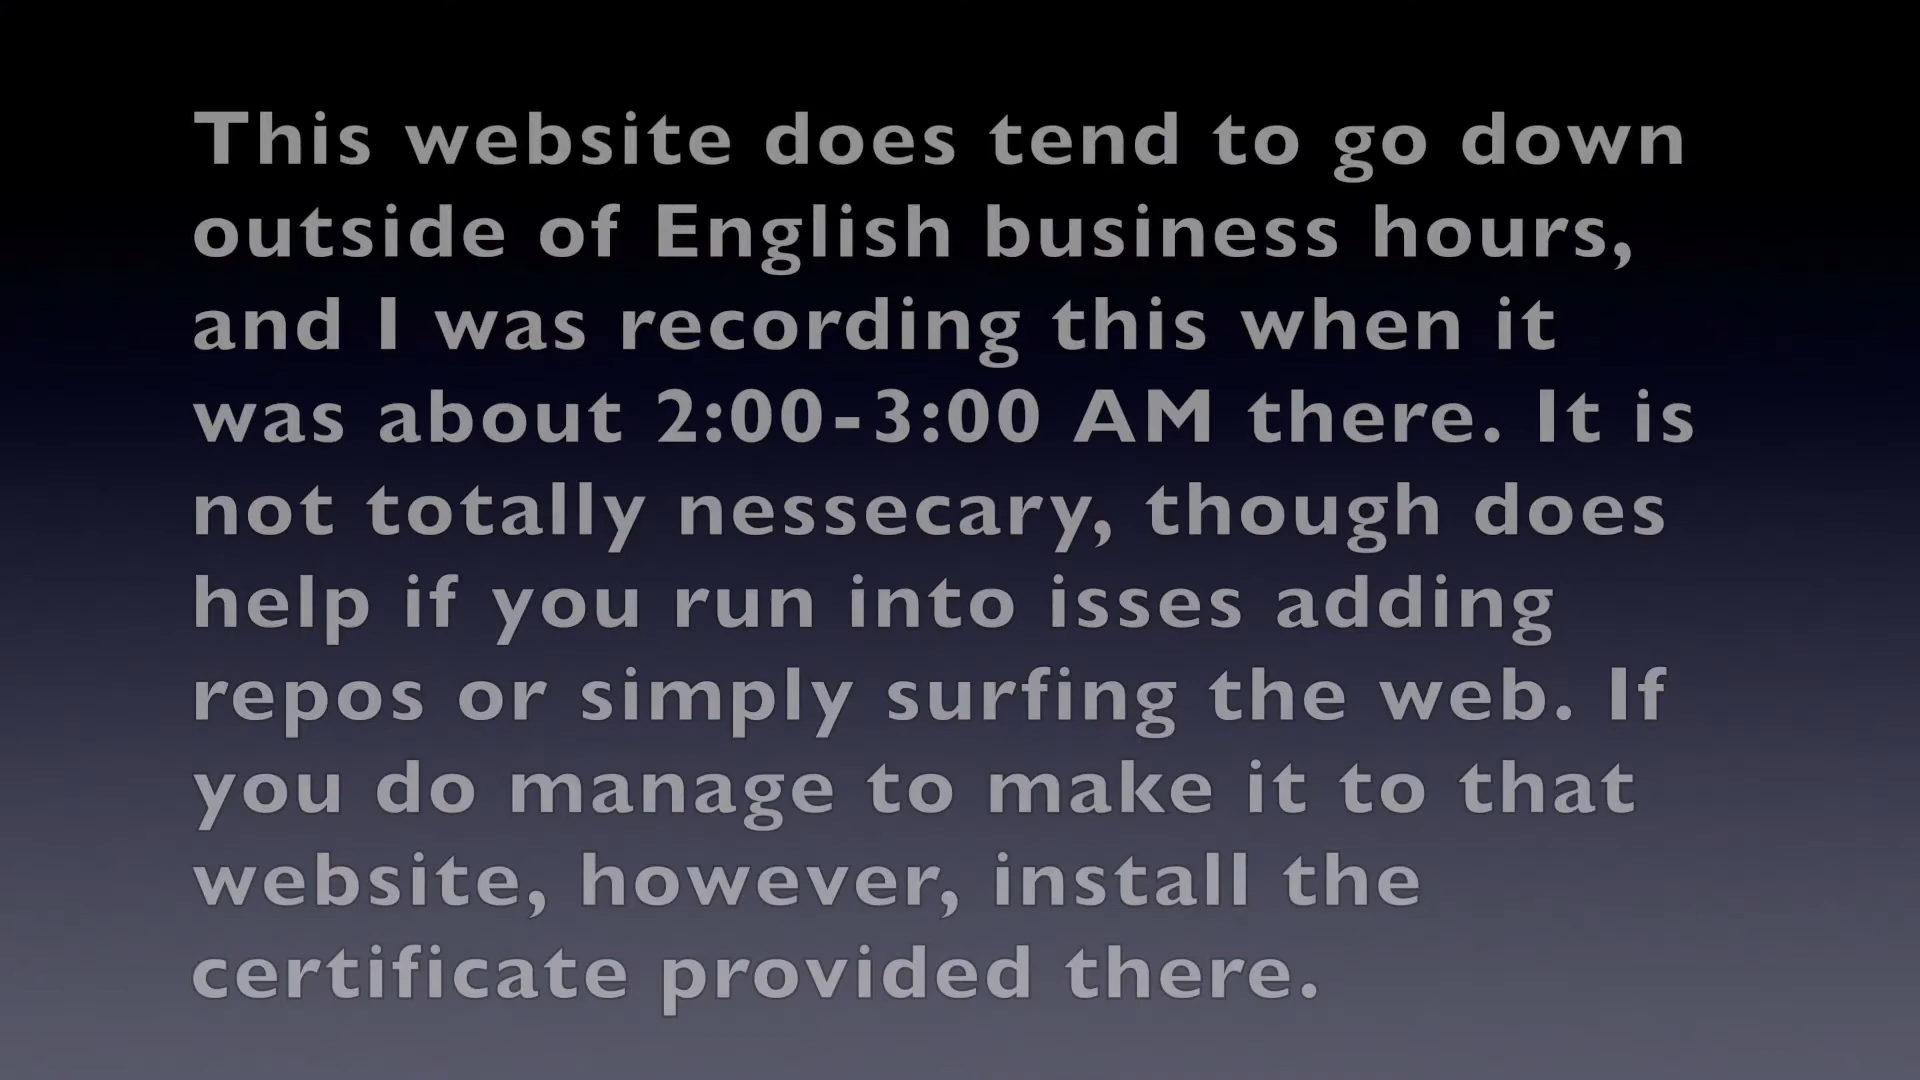 This website does tend to go down
outside of English business hours,
and I was recording this when it
was about 2:00-3:00 AM there. It is
not totally nessecary, though does
help if you run into isses adding
repos or simply surfing the web. If
you do manage to make it to that
website, however, install the
certificate provided there.